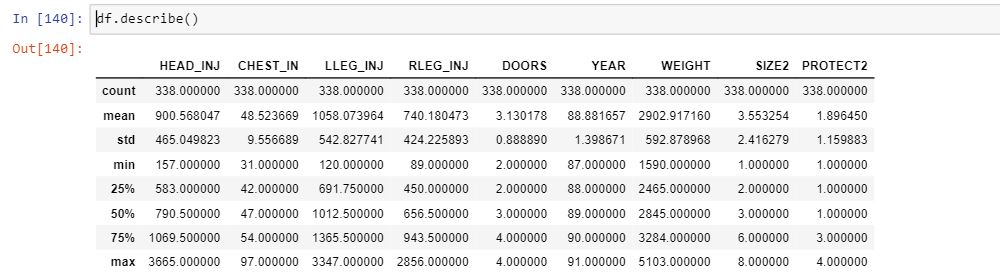 In [140]: df.describe()
Out[140]:
HEAD_INJ CHEST_IN LLEG_INJ RLEG_INJ DOORS YEAR WEIGHT SIZE2 PROTECT2
count 338.000000 338.000000 338.000000 338.000000 338.000000 338.000000 338.000000 338.000000 338.000000
mean 900.568047 48.523669 1058.073964 740.180473 3.130178 88.881657 2902.917160 3.553254 1.896450
std 465.049823 9.556689 542.827741 424.225893 0.888890 1.398671 592.878968 2.416279 1.159883
min 157.000000 31.000000 120.000000 89.000000 2.000000 87.000000 1590.000000 1.000000 1.000000
25% 583.000000 42.000000 691.750000 450.000000 2.000000 88.000000 2465.000000 2.000000 1.000000
50% 790.500000 47.000000 1012.500000 656.500000 3.000000 89.000000 2845.000000 3.000000 1.000000
75% 1069.500000 54.000000 1365.500000 943.500000 4.000000 90.000000 3284.000000 6.000000 3.000000
max 3665.000000 97.000000 3347.000000 2856.000000 4.000000 91.000000 5103.000000 8.000000 4.000000